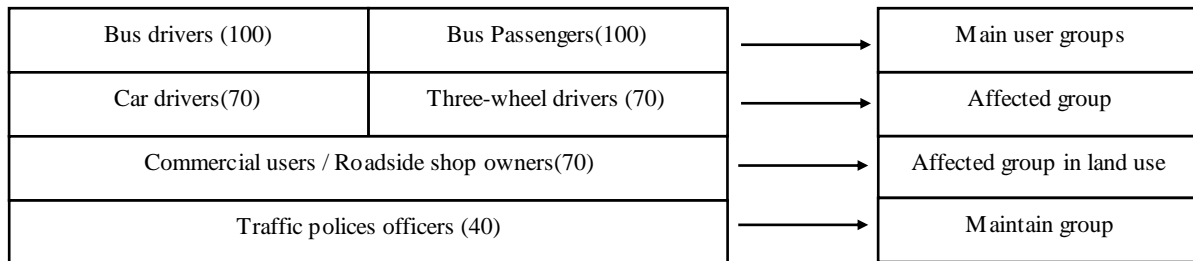 Bus drivers (100) Bus Passengers(100) Main user groups
Car drivers(70) Three-wheel drivers (70) Affected group
Commercial users / Roadside shop owners(70) Affected group in land use
Traffic polices officers (40) Maintain group